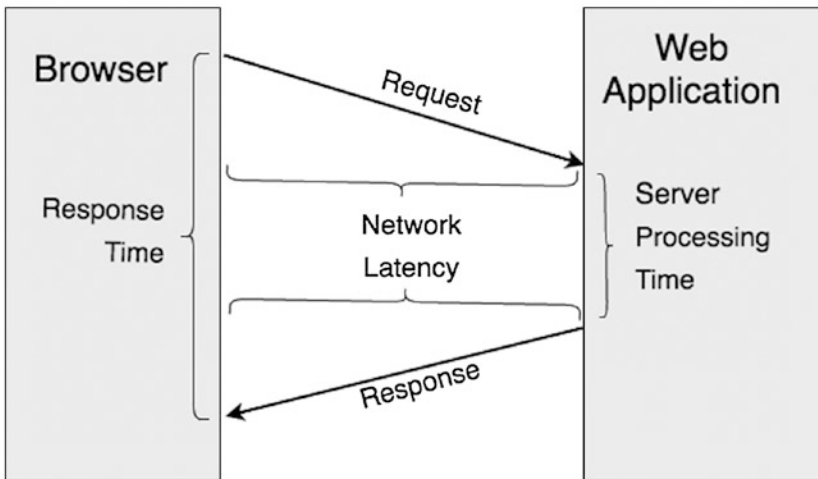 Browser
Web
Application
Request
Response
Time
Network
Latency
Server
Processing
Time
Response